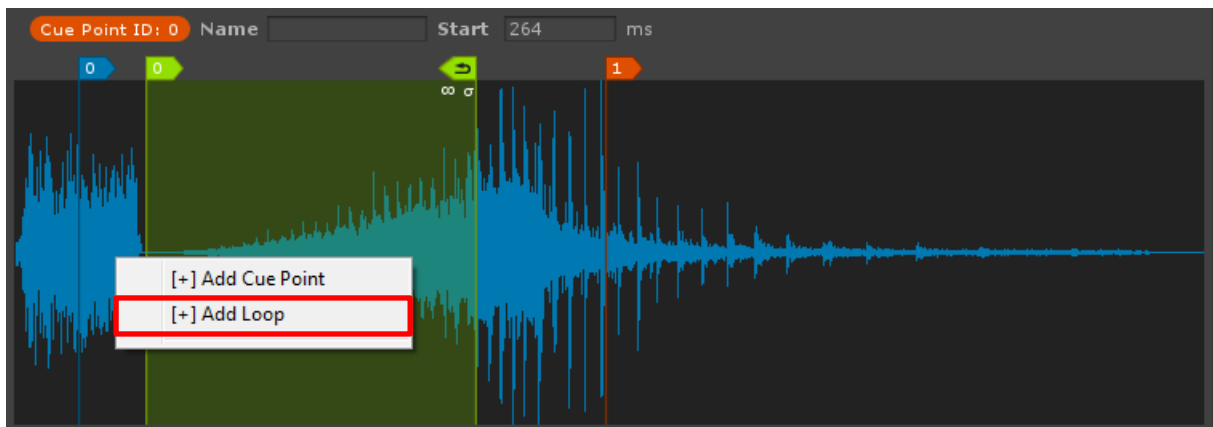 Cue Point ID: 0 Name Start 264 ms
0 0 1
∞ σ
[+] Add Cue Point
[+] Add Loop